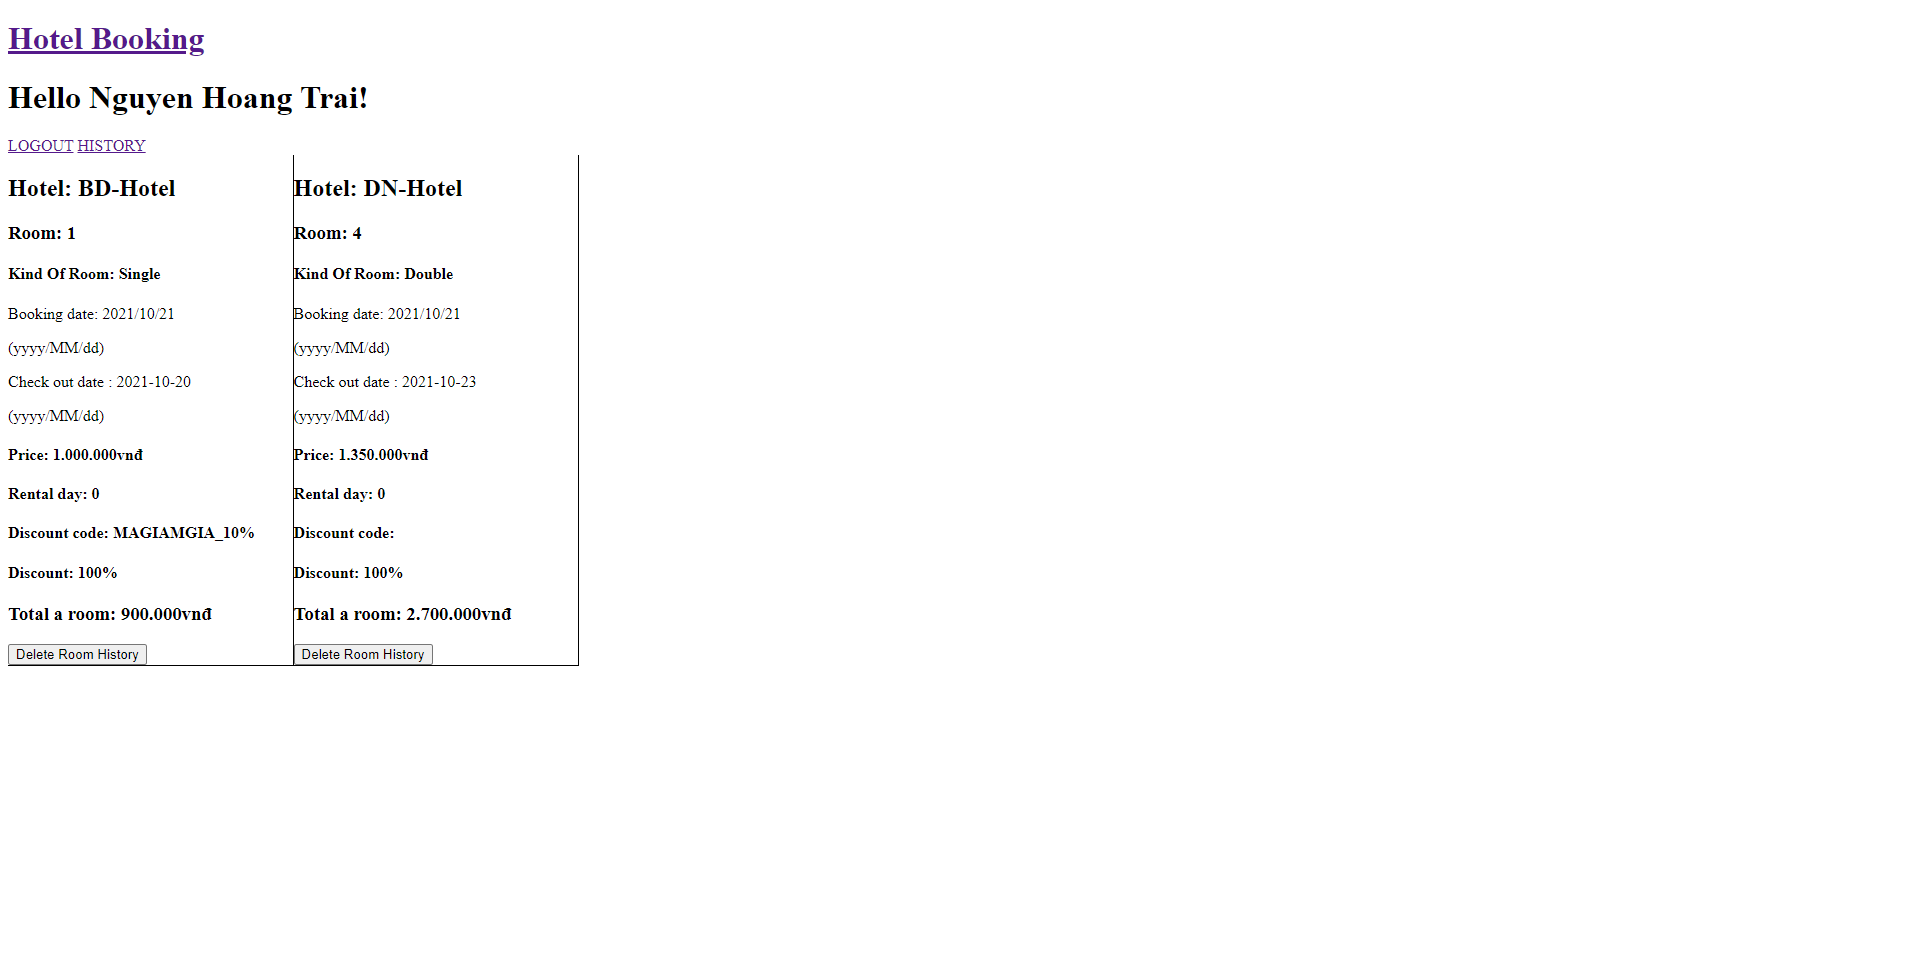 Hotel Booking
Hello Nguyen Hoang Trai!
LOGOUT HISTORY
Hotel: BD-Hotel
Room: 1
Kind Of Room: Single
Booking date: 2021/10/21
(yyyy/MM/dd)
Check out date : 2021-10-20
(yyyy/MM/dd)
Price: 1.000.000vnđ
Rental day: 0
Discount code: MAGIAMGIA_10%
Discount: 100%
Total a room: 900.000vnđ
Delete Room History
Hotel: DN-Hotel
Room: 4
Kind Of Room: Double
Booking date: 2021/10/21
(yyyy/MM/dd)
Check out date : 2021-10-23
(yyyy/MM/dd)
Price: 1.350.000vnđ
Rental day: 0
Discount code:
Discount: 100%
Total a room: 2.700.000vnđ
Delete Room History